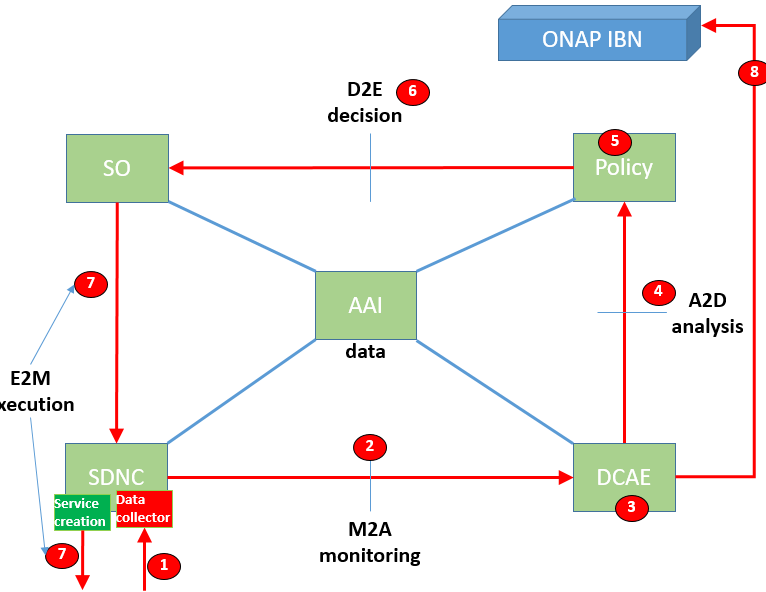 ONAP IBN
8
D2E
decision
6
SO
5
Policy
7
4
A2D
analysis
AAI
data
E2M
xecution
2
SDNC
DCAE
Service
creation
Data
collector
3
M2A
monitoring
7
1